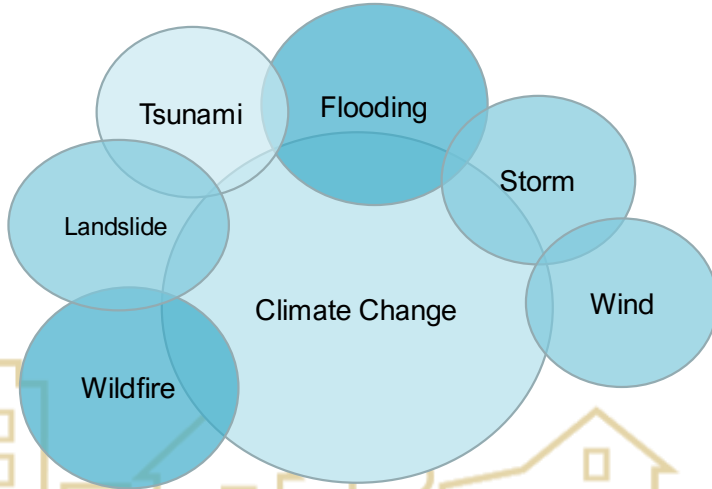 Tsunami
Flooding
Storm
Landslide
Climate Change
Wind
Wildfire